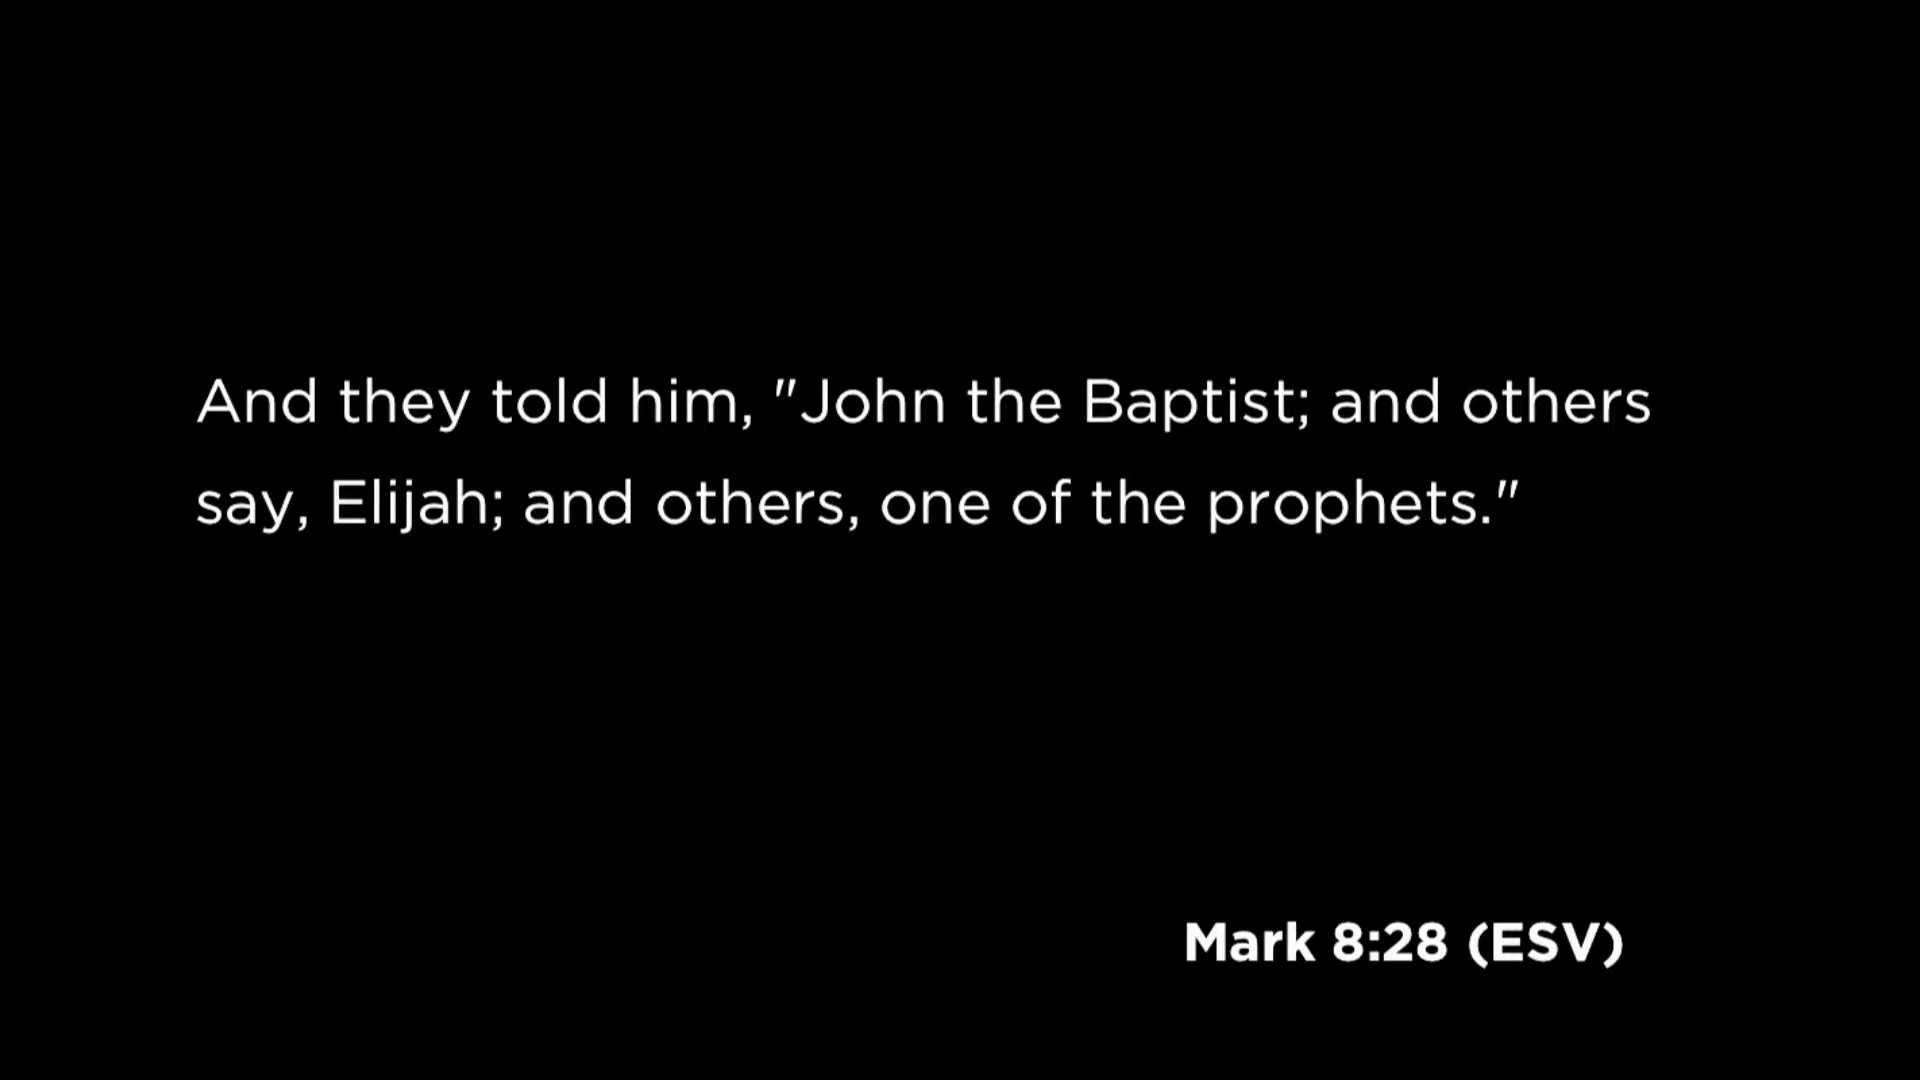 And they told him, "John the Baptist; and others
say, Elijah; and others, one of the prophets."
Mark 8:28 (ESV)